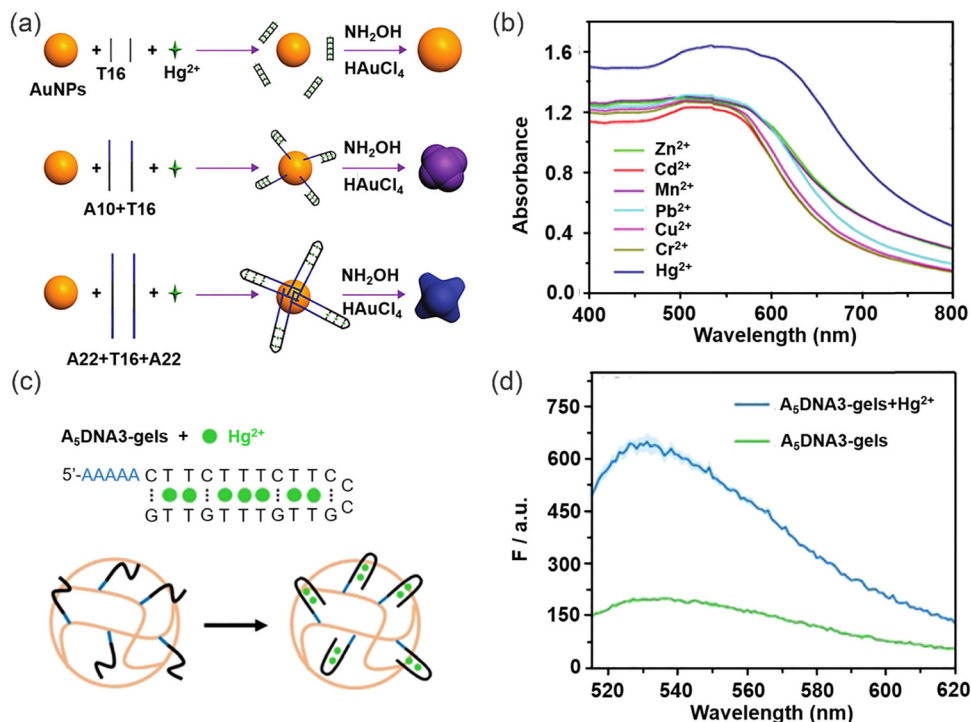 (a)
AuNPs + T16 + Hg2+
NH2OH
HAuCl4
A10+T16
+ +
NH2OH
HAuCl4
A22+T16+A22
+ +
NH2OH
HAuCl4
(b)
Absorbance
1.6
1.2
0.8
0.4
0.0
Zn2+
Cd2+
Mn2+
Pb2+
Cu2+
Cr2+
Hg2+
400 500 600 700 800
Wavelength (nm)
(c)
A5DNA3-gels + Hg2+
5'-AAAAA C T T C T T T C T T C C
C
G T T G T T T G T T G C
(d)
F / a.u.
750
600
450
300
150
0
A5DNA3-gels+Hg2+
A5DNA3-gels
520 540 560 580 600 620
Wavelength (nm)